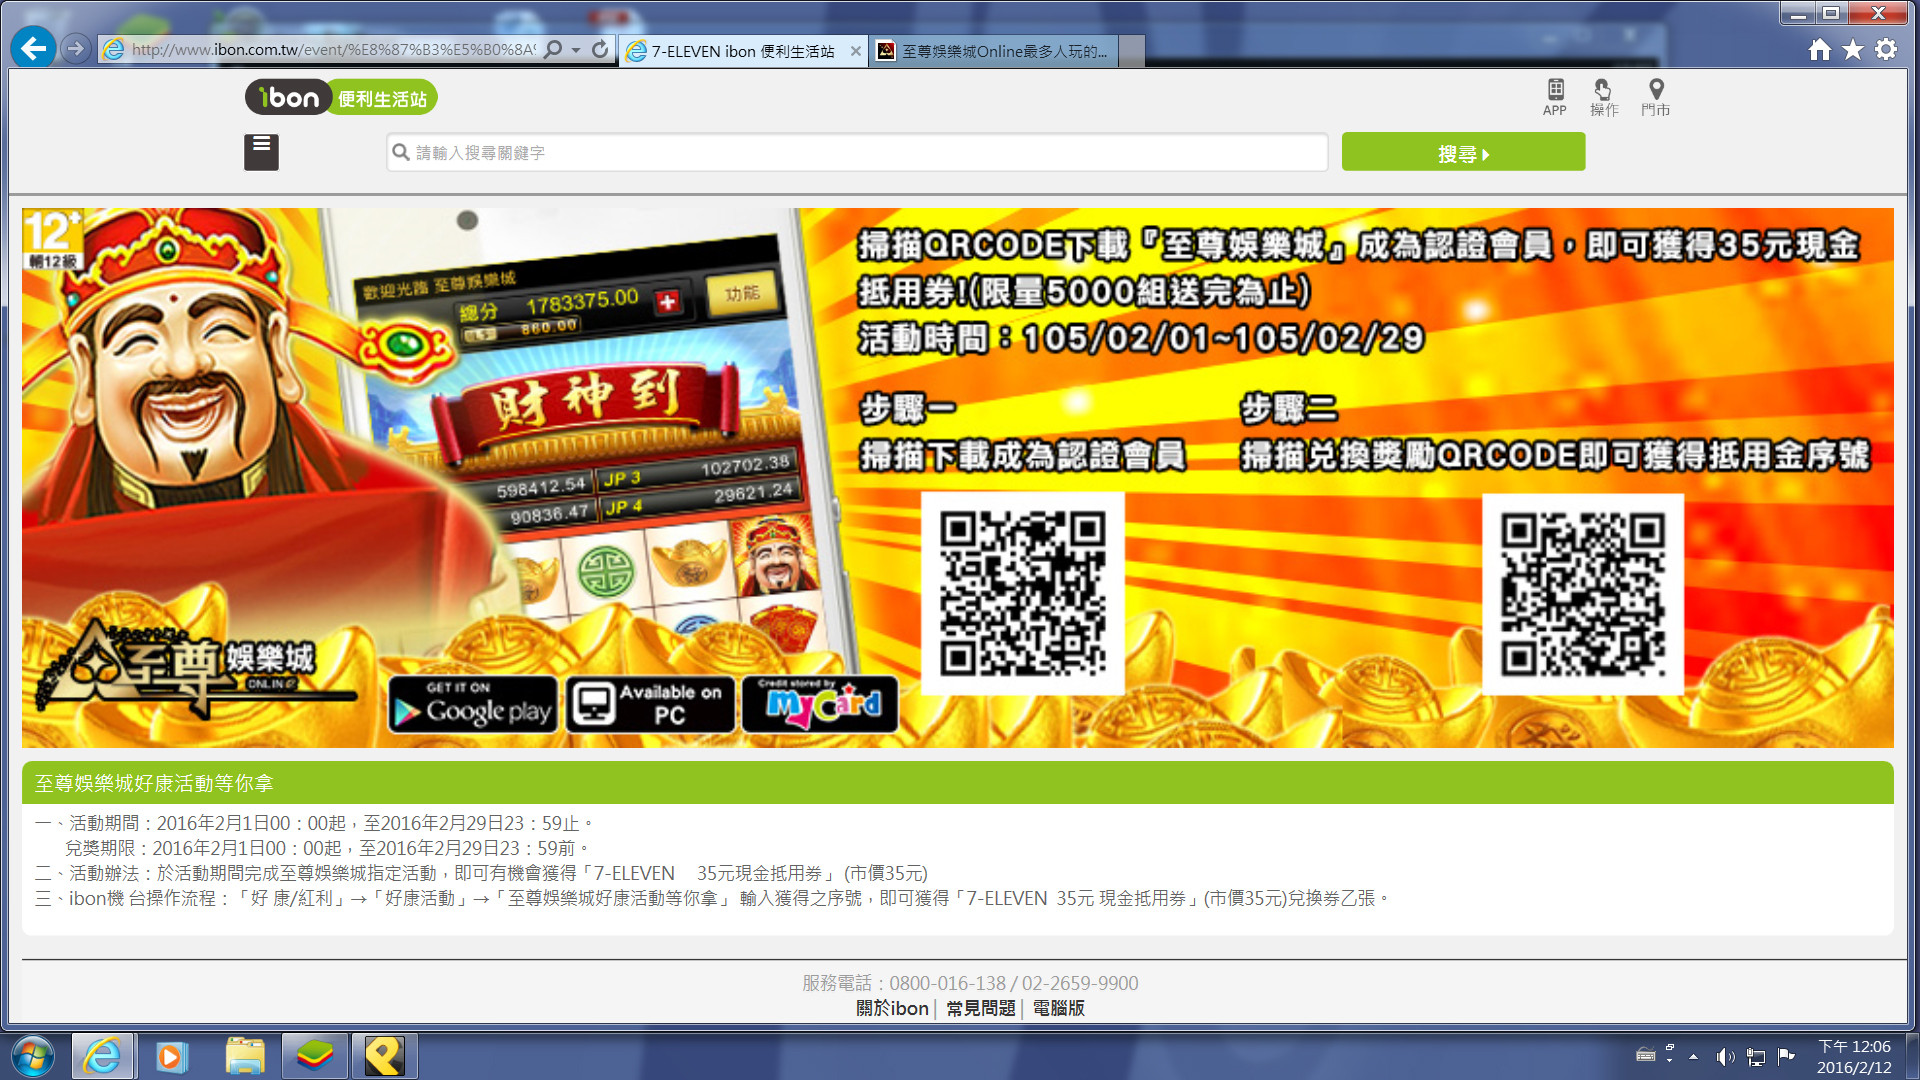 http://www.ibon.com.tw/event/%E8%87%B3%E5%B0%8A
7-ELEVEN ibon 便利生活站
至尊娛樂城Online最多人玩的...
ibon 便利生活站
APP 操作 門市
請輸入搜尋關鍵字
搜尋
12+
輔12級
歡迎光臨 至尊娛樂城
總分 1783375.00
860.00
功能
財神到
598412.54 JP 3 102702.38
90836.47 JP 4 29621.24
至尊娛樂城
ONLINE
GET IT ON
Google play
Available on
PC
Credit stored by
MyCard
掃描QRCODE下載『至尊娛樂城』成為認證會員，即可獲得35元現金
抵用券!(限量5000組送完為止)
活動時間：105/02/01~105/02/29
步驟一
掃描下載成為認證會員
步驟二
掃描兌換獎勵QRCODE即可獲得抵用金序號
至尊娛樂城好康活動等你拿
一、活動期間：2016年2月1日00：00起，至2016年2月29日23：59止。
兌獎期限：2016年2月1日00：00起，至2016年2月29日23：59前。
二、活動辦法：於活動期間完成至尊娛樂城指定活動，即可有機會獲得「7-ELEVEN 35元現金抵用券」 (市價35元)
三、ibon機 台操作流程：「好 康/紅利」→「好康活動」→「至尊娛樂城好康活動等你拿」 輸入獲得之序號，即可獲得「7-ELEVEN 35元 現金抵用券」(市價35元)兌換券乙張。
服務電話：0800-016-138 / 02-2659-9900
關於ibon│ 常見問題│ 電腦版
下午 12:06
2016/2/12